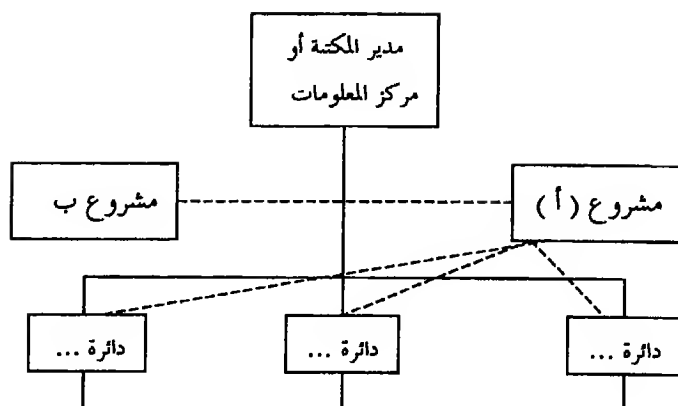 مدير المكتبة أو
مركز المعلومات
مشروع (أ)
مشروع ب
دائرة ...
دائرة ...
دائرة ...